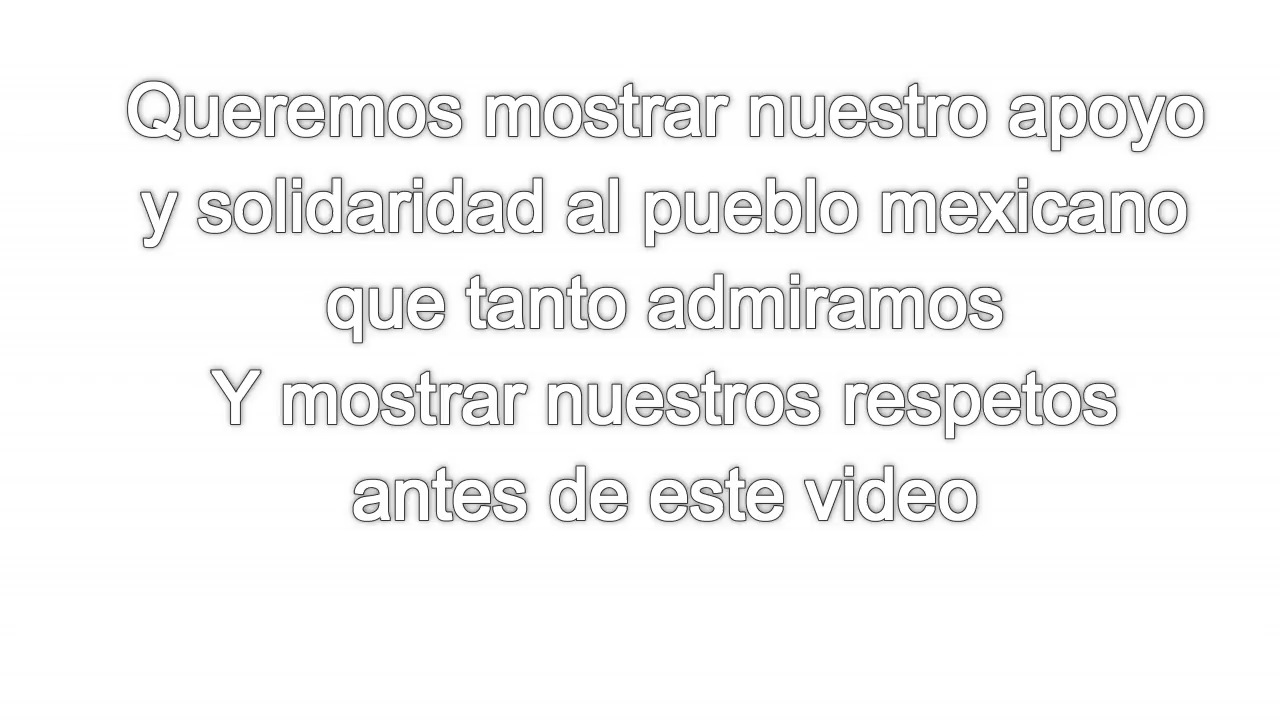 Queremos mostrar nuestro apoyo
y solidaridad al pueblo mexicano
que tanto admiramos
Y mostrar nuestros respetos
antes de este video